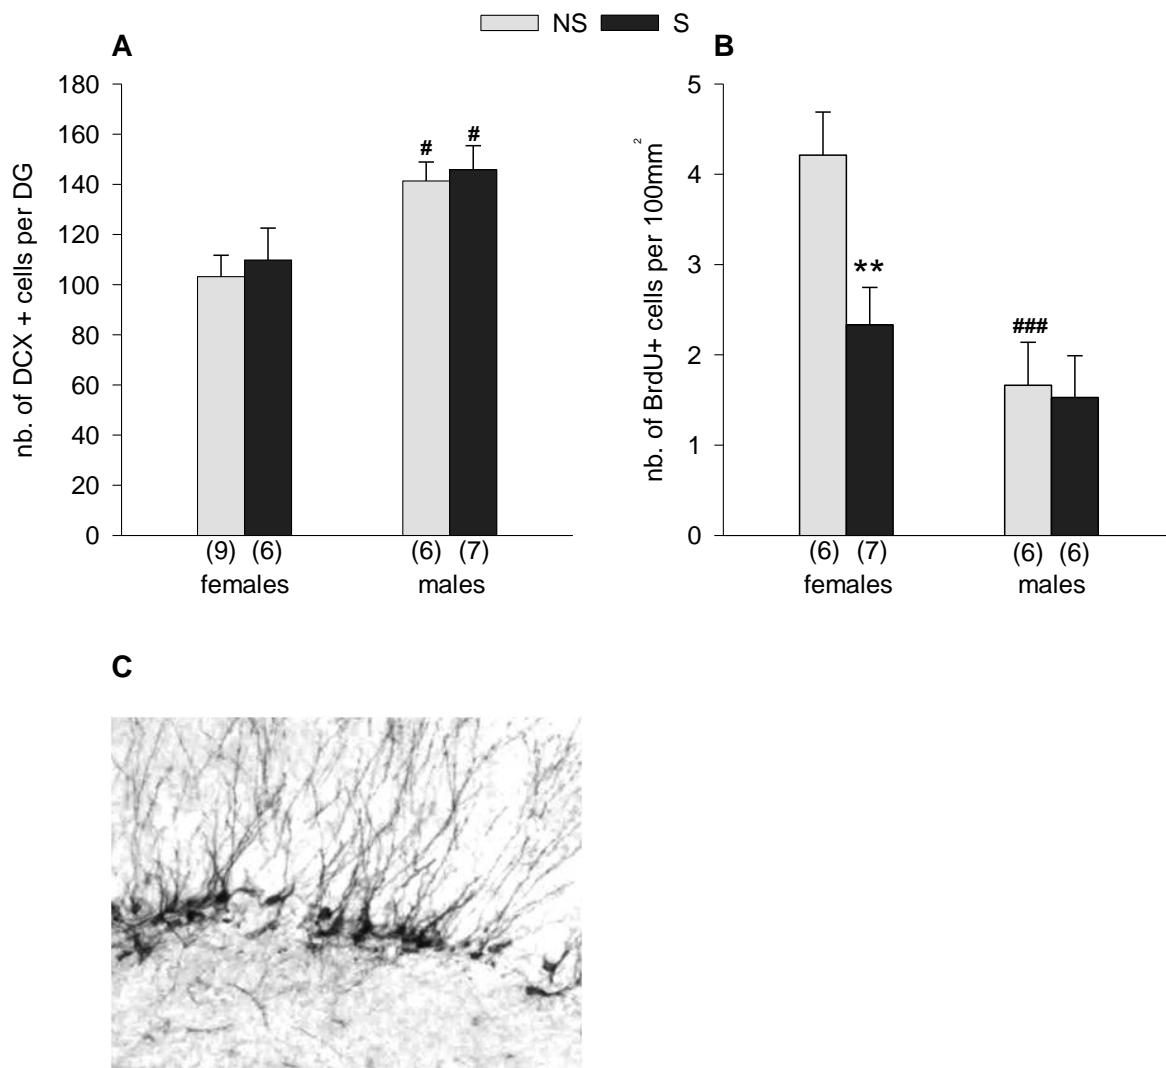 NS S
A
180
160
140
120
100
80
60
40
20
0
nb. of DCX + cells per DG
# #
(9) (6) (6) (7)
females males
B
5
4
3
2
1
0
nb. of BrdU+ cells per 100mm²
**
###
(6) (7) (6) (6)
females males
C